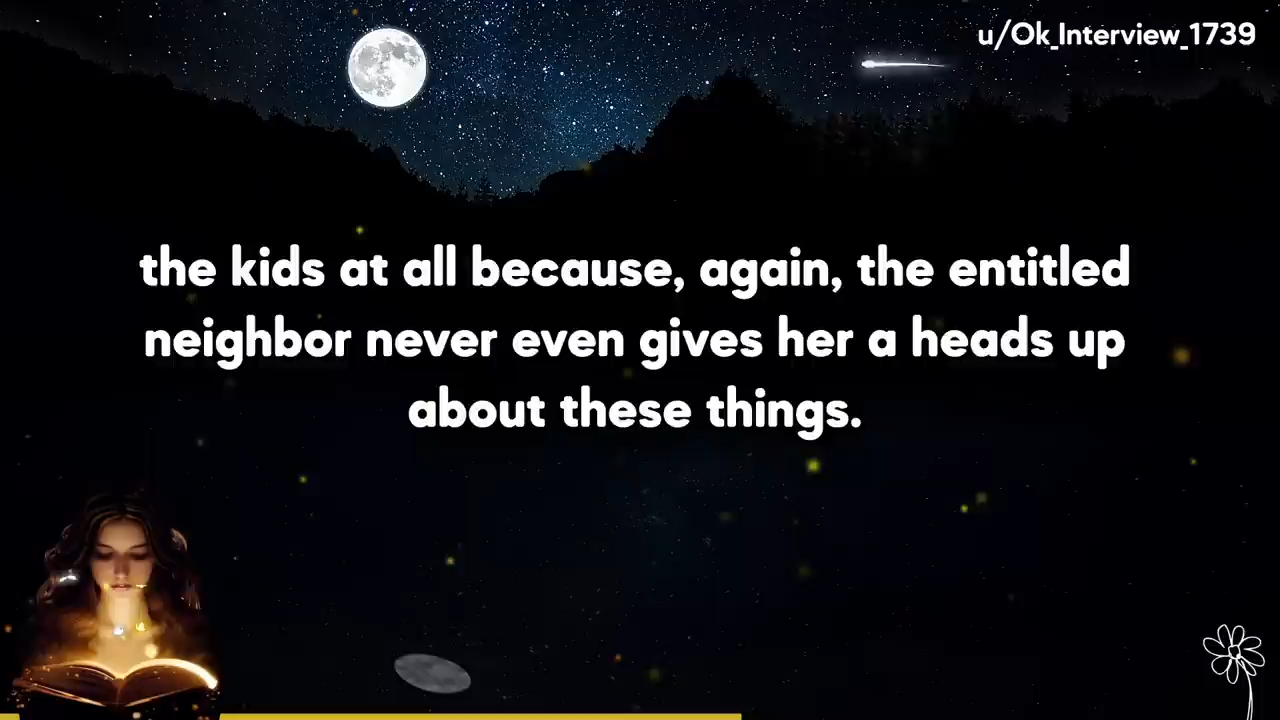 u/Ok_Interview_1739
the kids at all because, again, the entitled
neighbor never even gives her a heads up
about these things.